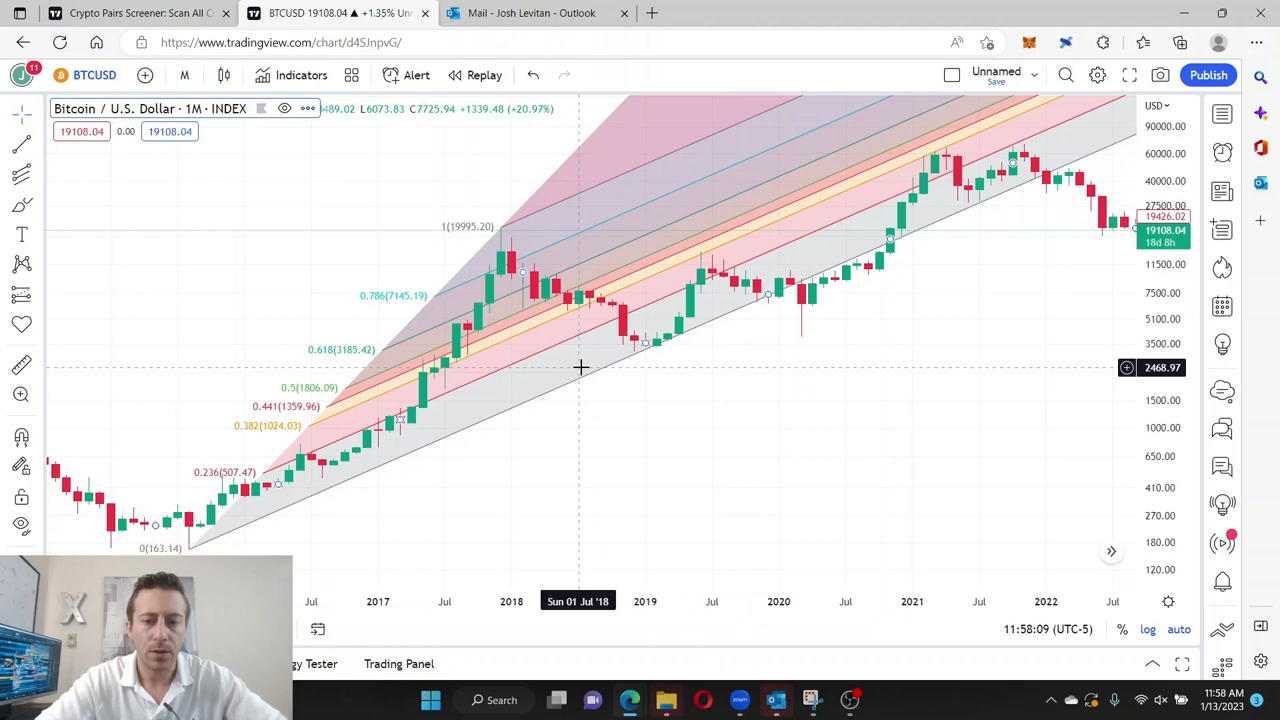 Crypto Pairs Screener: Scan All C
BTCUSD 19108.04 ▲ +1.35% Unn
Mail - Josh Levitan - Outlook
https://www.tradingview.com/chart/d4SJnpvG/
J
11
BTCUSD
M
Indicators
Alert
Replay
Unnamed
Save
Publish
Bitcoin / U.S. Dollar · 1M · INDEX
489.02 L6073.83 C7725.94 +1339.48 (+20.97%)
USD
19108.04
0.00
19108.04
90000.00
60000.00
40000.00
27500.00
19426.02
19108.04
18d 8h
11500.00
7500.00
5100.00
3500.00
2468.97
1500.00
1000.00
650.00
410.00
270.00
180.00
120.00
1(19995.20)
0.786(7145.19)
0.618(3185.42)
0.5(1806.09)
0.441(1359.96)
0.382(1024.03)
0.236(507.47)
0(163.14)
Jul
2017
Jul
2018
Sun 01 Jul '18
2019
Jul
2020
Jul
2021
Jul
2022
Jul
11:58:09 (UTC-5)
%
log
auto
gy Tester
Trading Panel
Search
zoom
11:58 AM
1/13/2023
3